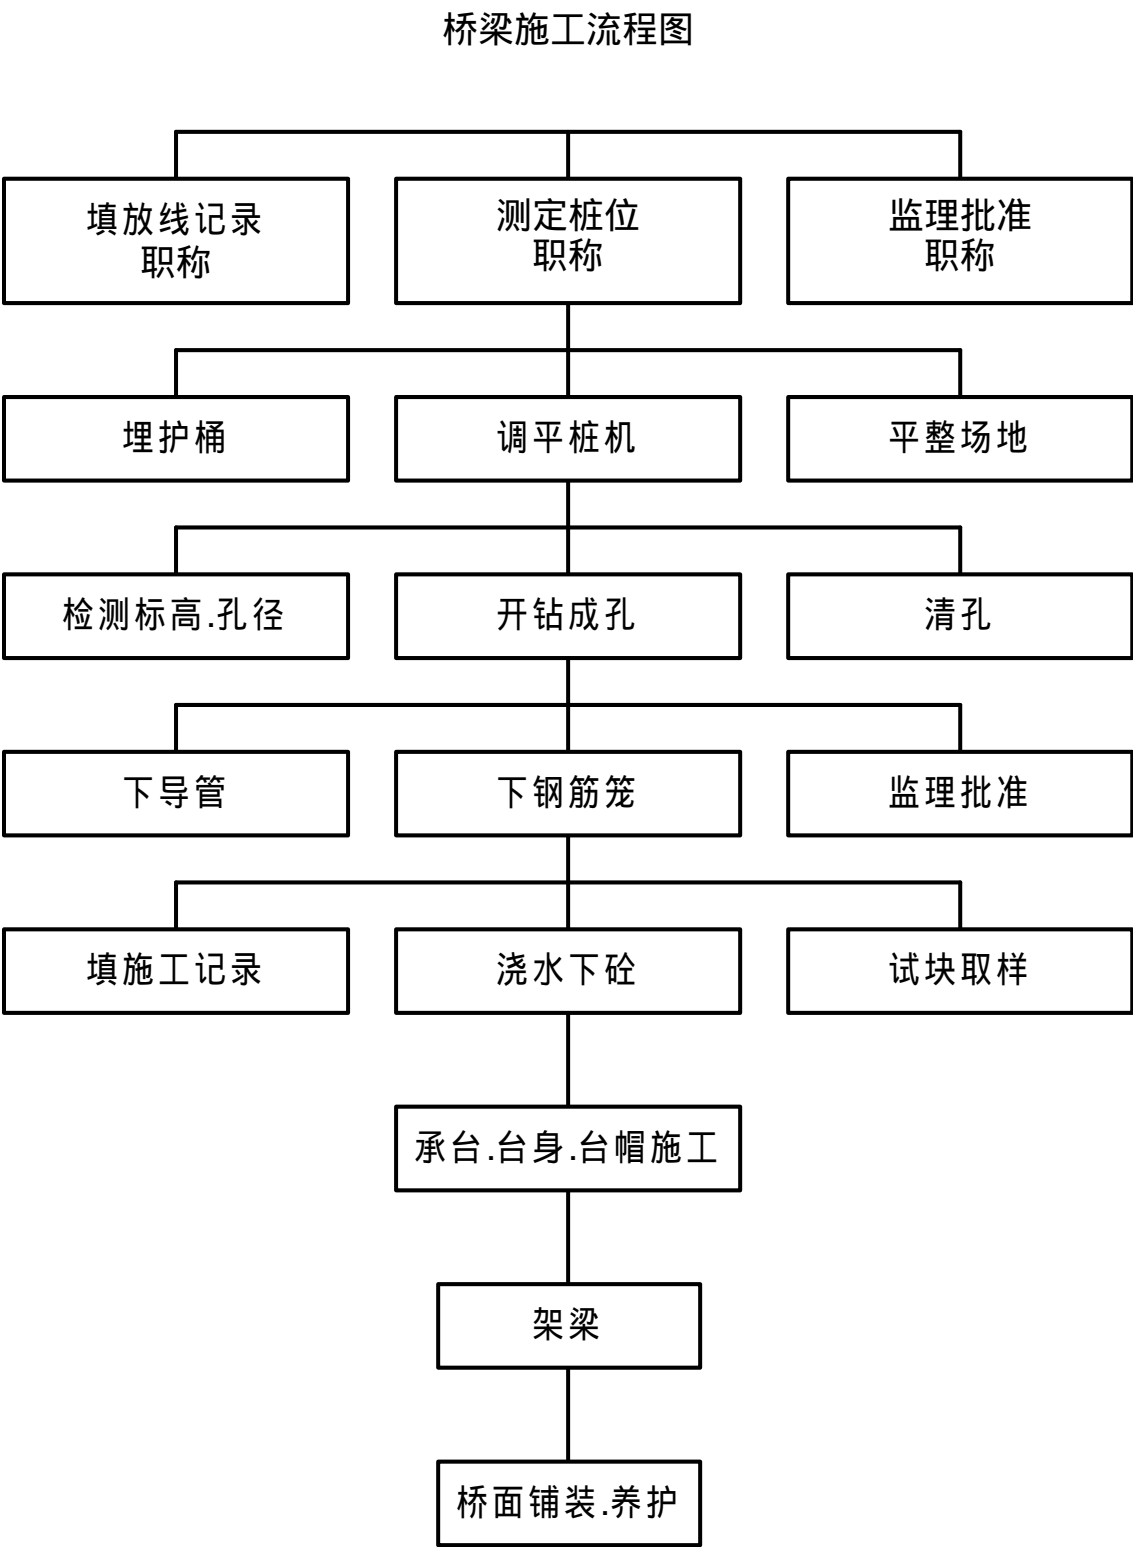 桥梁施工流程图
填放线记录
职称
测定桩位
职称
监理批准
职称
埋护桶
调平桩机
平整场地
检测标高.孔径
开钻成孔
清孔
下导管
下钢筋笼
监理批准
填施工记录
浇水下砼
试块取样
承台.台身.台帽施工
架梁
桥面铺装.养护